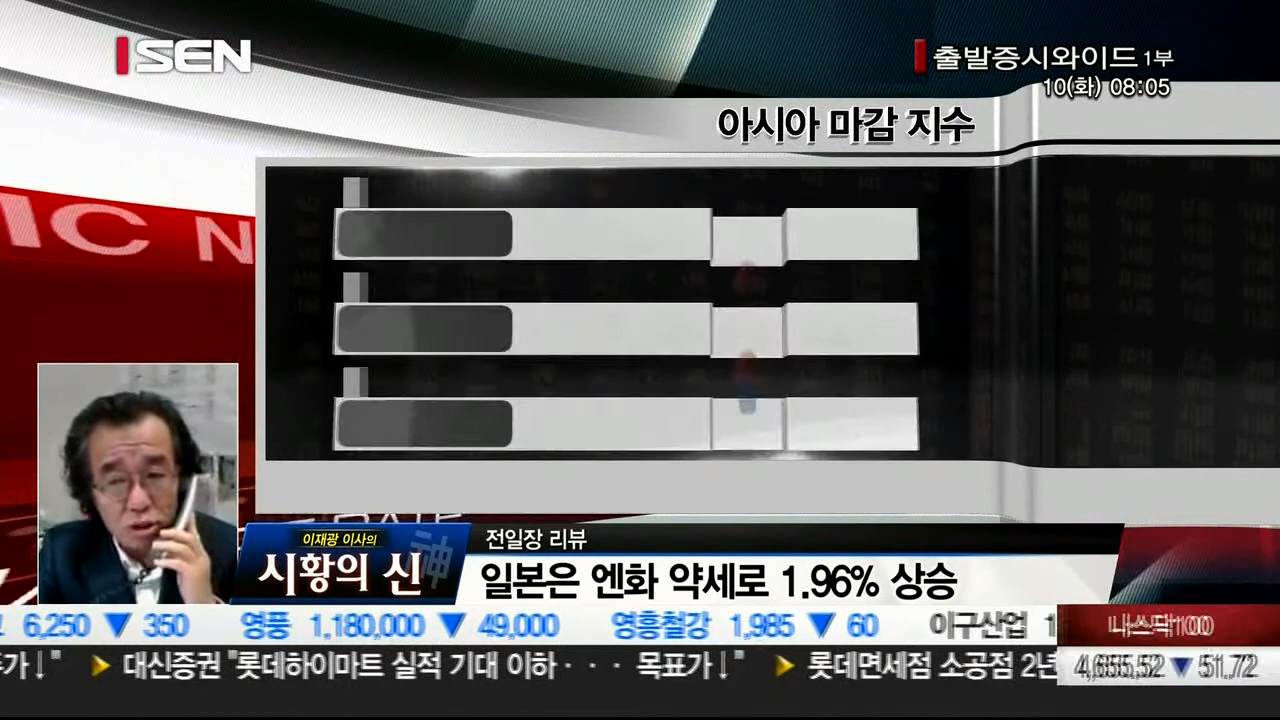 SEN
출발증시와이드 1부
10(화) 08:05
아시아 마감 지수
IC N
이재광 이사의
시황의 신
神
전일장 리뷰
일본은 엔화 약세로 1.96% 상승
6,250 ▼ 350 영풍 1,180,000 ▼ 49,000 영흥철강 1,985 ▼ 60 이구산업 1
나스닥100
가↓" ▶ 대신증권 "롯데하이마트 실적 기대 이하··· 목표가↓" ▶ 롯데면세점 소공점 2년
▼ 51.72